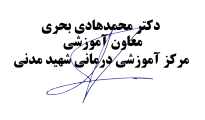 دکتر محمدهادی بحری
معاون آموزشی
مرکز آموزشی درمانی شهید مدنی